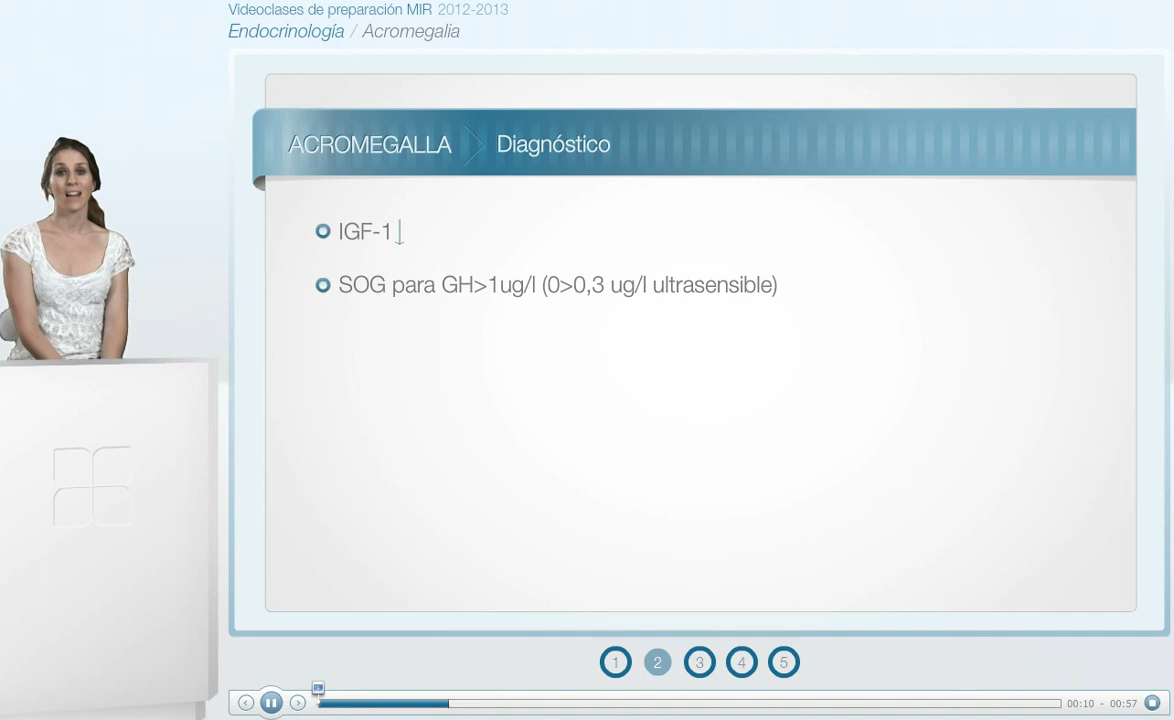 Videoclases de preparación MIR 2012-2013
Endocrinología / Acromegalia
ACROMEGALLA Diagnóstico
IGF-1↓
SOG para GH>1ug/l (0>0,3 ug/l ultrasensible)
1 2 3 4 5
00:10 - 00:57